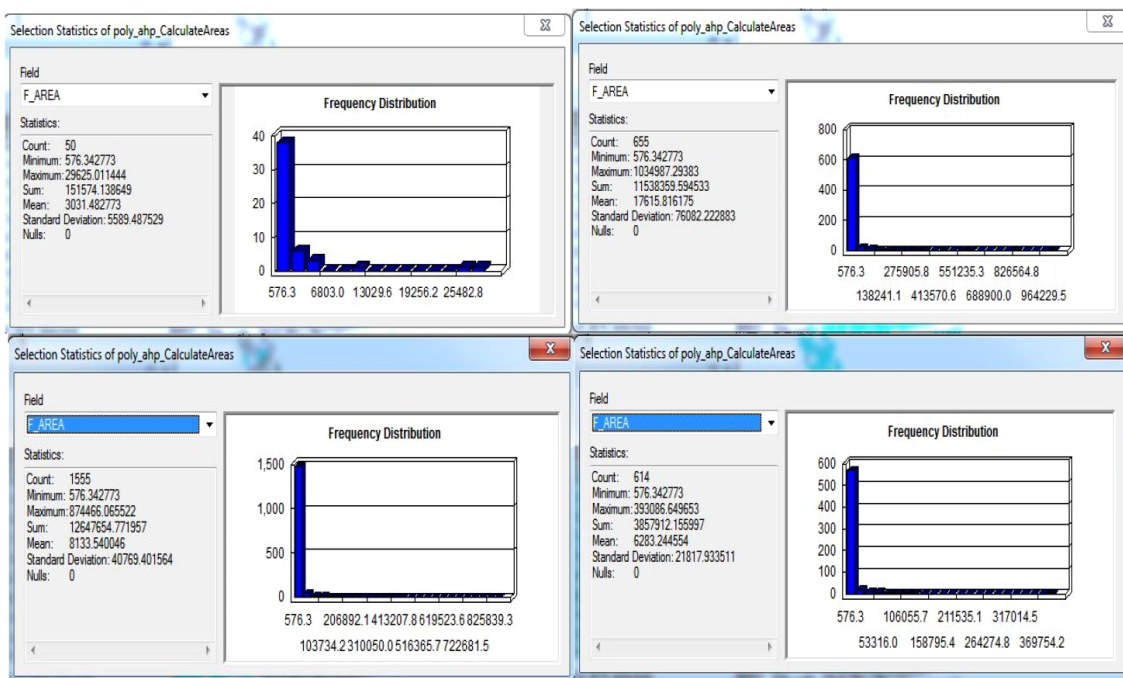 Selection Statistics of poly_ahp_CalculateAreas
Field
F_AREA
Statistics:
Count: 50
Minimum: 576.342773
Maximum: 29625.011444
Sum: 151574.138649
Mean: 3031.482773
Standard Deviation: 5589.487529
Nulls: 0
Frequency Distribution
40
30
20
10
0
576.3 6803.0 13029.6 19256.2 25482.8
Selection Statistics of poly_ahp_CalculateAreas
Field
F_AREA
Statistics:
Count: 655
Minimum: 576.342773
Maximum: 1034987.29383
Sum: 11538359.594533
Mean: 17615.816175
Standard Deviation: 76082.222883
Nulls: 0
Frequency Distribution
800
600
400
200
0
576.3 275905.8 551235.3 826564.8
138241.1 413570.6 688900.0 964229.5
Selection Statistics of poly_ahp_CalculateAreas
Field
F_AREA
Statistics:
Count: 1555
Minimum: 576.342773
Maximum: 874466.065522
Sum: 12647654.771957
Mean: 8133.540046
Standard Deviation: 40769.401564
Nulls: 0
Frequency Distribution
1,500
1,000
500
0
576.3 206892.1 413207.8 619523.6 825839.3
103734.2 310050.0 516365.7 722681.5
Selection Statistics of poly_ahp_CalculateAreas
Field
F_AREA
Statistics:
Count: 614
Minimum: 576.342773
Maximum: 393086.649653
Sum: 3857912.155997
Mean: 6283.244554
Standard Deviation: 21817.933511
Nulls: 0
Frequency Distribution
600
500
400
300
200
100
0
576.3 106055.7 211535.1 317014.5
53316.0 158795.4 264274.8 369754.2